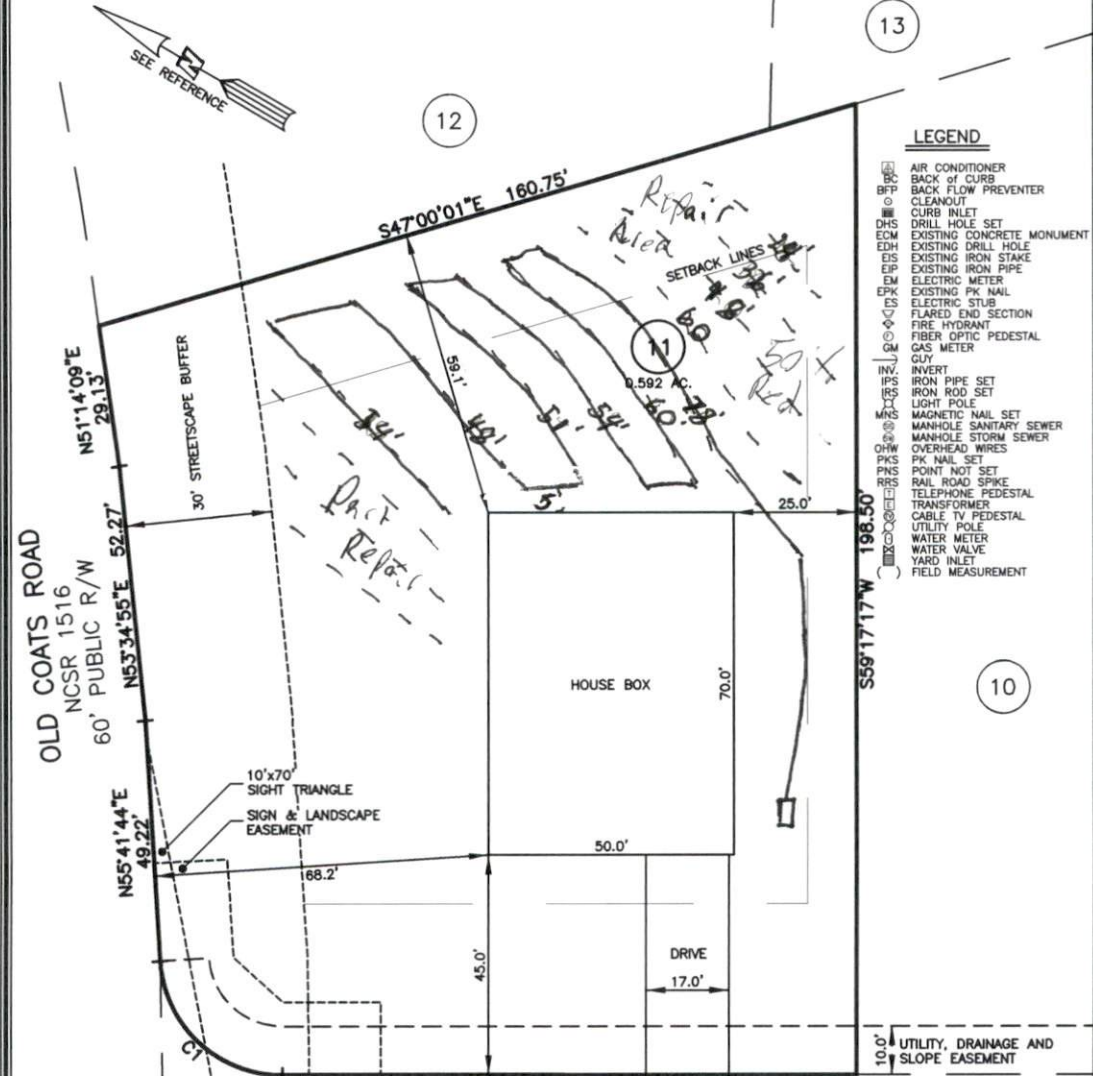 SEE REFERENCE
N
12
13
S47°00'01"E 160.75'
Repair
Area
SETBACK LINES
11
0.592 AC.
60
50 ft
Red
59.1'
54'
48'
51'
54'
60'
78'
5'
Part
Repair
N51°14'09"E
29.13'
30' STREETSCAPE BUFFER
52.27'
N53°34'55"E
OLD COATS ROAD
NCSR 1516
60' PUBLIC R/W
25.0'
S59°17'17"W 198.50'
HOUSE BOX
70.0'
10
10'x70'
SIGHT TRIANGLE
SIGN & LANDSCAPE
EASEMENT
N55°41'44"E
49.22'
68.2'
50.0'
45.0'
DRIVE
17.0'
C1
10.0'
UTILITY, DRAINAGE AND
SLOPE EASEMENT
LEGEND
A AIR CONDITIONER
BC BACK of CURB
BFP BACK FLOW PREVENTER
CLEANOUT
CURB INLET
DHS DRILL HOLE SET
ECM EXISTING CONCRETE MONUMENT
EDH EXISTING DRILL HOLE
EIS EXISTING IRON STAKE
EIP EXISTING IRON PIPE
EM ELECTRIC METER
EPK EXISTING PK NAIL
ES ELECTRIC STUB
FLARED END SECTION
FIRE HYDRANT
FIBER OPTIC PEDESTAL
GM GAS METER
GUY
INV. INVERT
IPS IRON PIPE SET
IRS IRON ROD SET
LIGHT POLE
MNS MAGNETIC NAIL SET
MANHOLE SANITARY SEWER
MANHOLE STORM SEWER
OHW OVERHEAD WIRES
PKS PK NAIL SET
PNS POINT NOT SET
RRS RAIL ROAD SPIKE
T TELEPHONE PEDESTAL
E TRANSFORMER
CABLE TV PEDESTAL
UTILITY POLE
WATER METER
WATER VALVE
YARD INLET
( ) FIELD MEASUREMENT